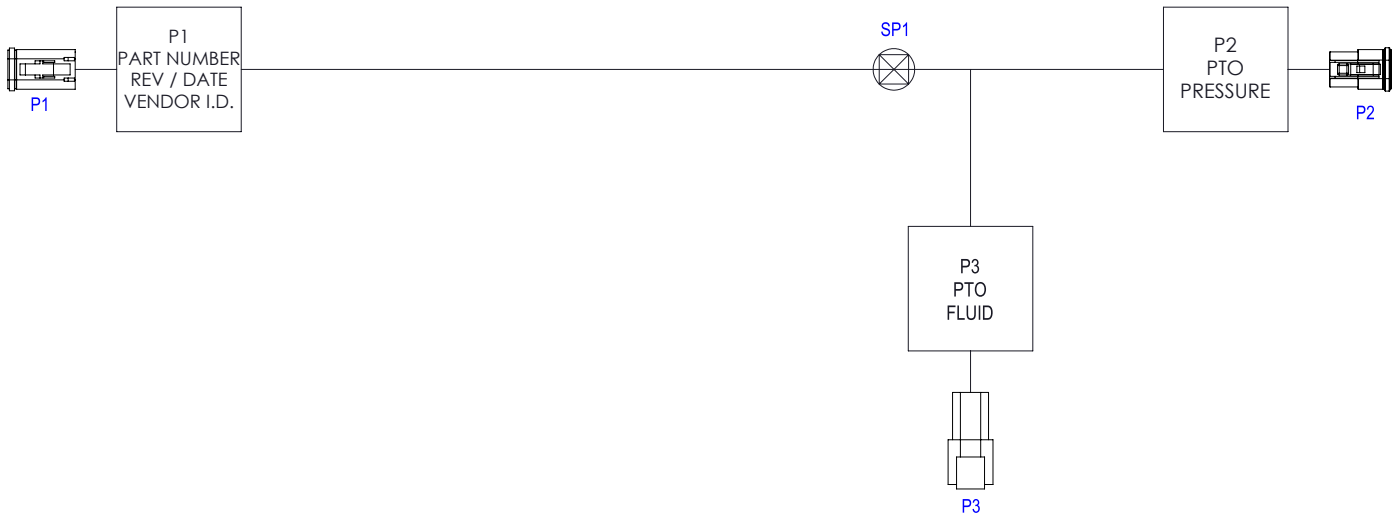 P1
PART NUMBER
REV / DATE
VENDOR I.D.
P1
SP1
P2
PTO
PRESSURE
P2
P3
PTO
FLUID
P3